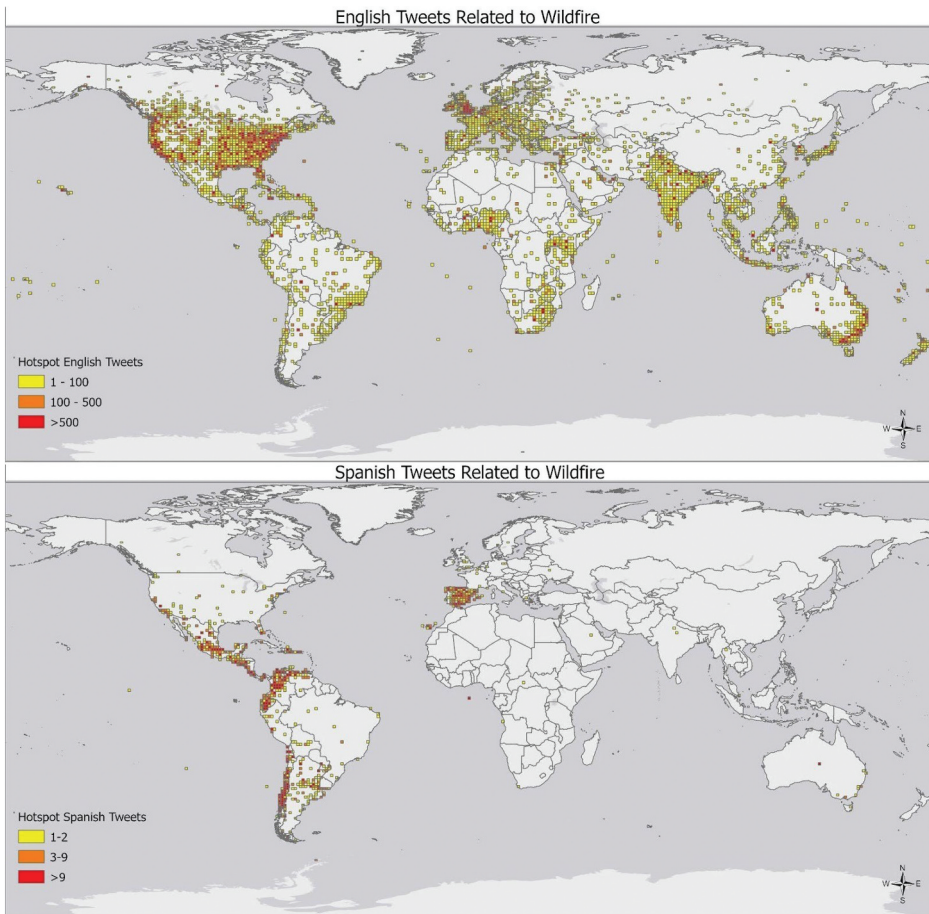 English Tweets Related to Wildfire
Hotspot English Tweets
1 - 100
100 - 500
>500
N
W E
S
Spanish Tweets Related to Wildfire
Hotspot Spanish Tweets
1-2
3-9
>9
N
W E
S